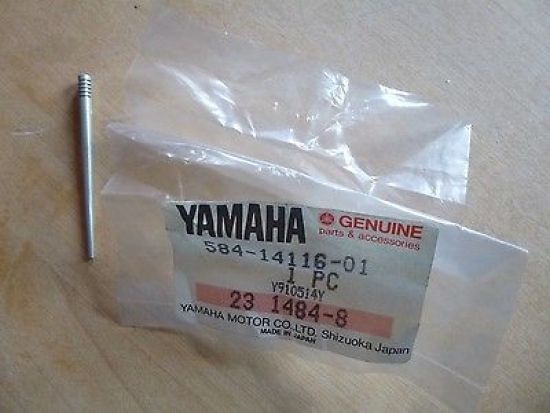 YAMAHA GENUINE
parts & accessories
584-14116-01
1 PC
Y910514Y
23 1484-8
YAMAHA MOTOR CO.LTD. Shizuoka Japan
MADE IN JAPAN